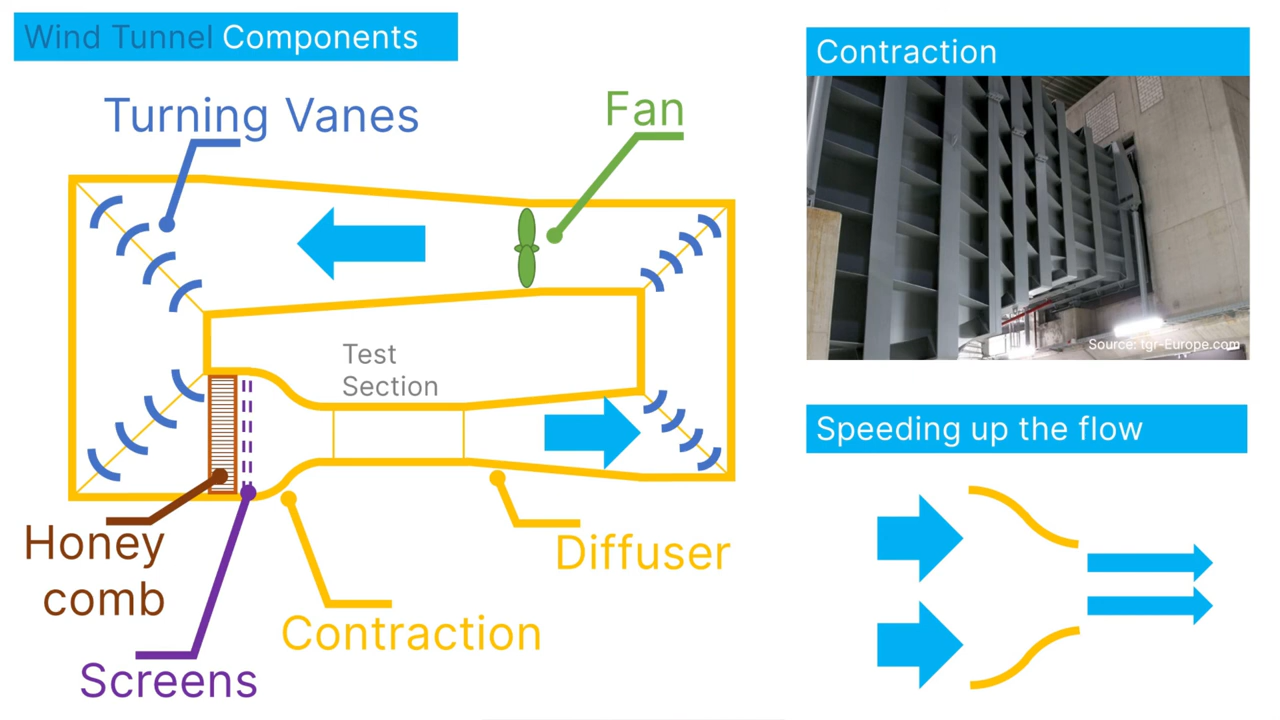 Wind Tunnel Components
Turning Vanes
Fan
Test
Section
Honey
comb
Diffuser
Contraction
Screens
Contraction
Source: tgr-Europe.com
Speeding up the flow